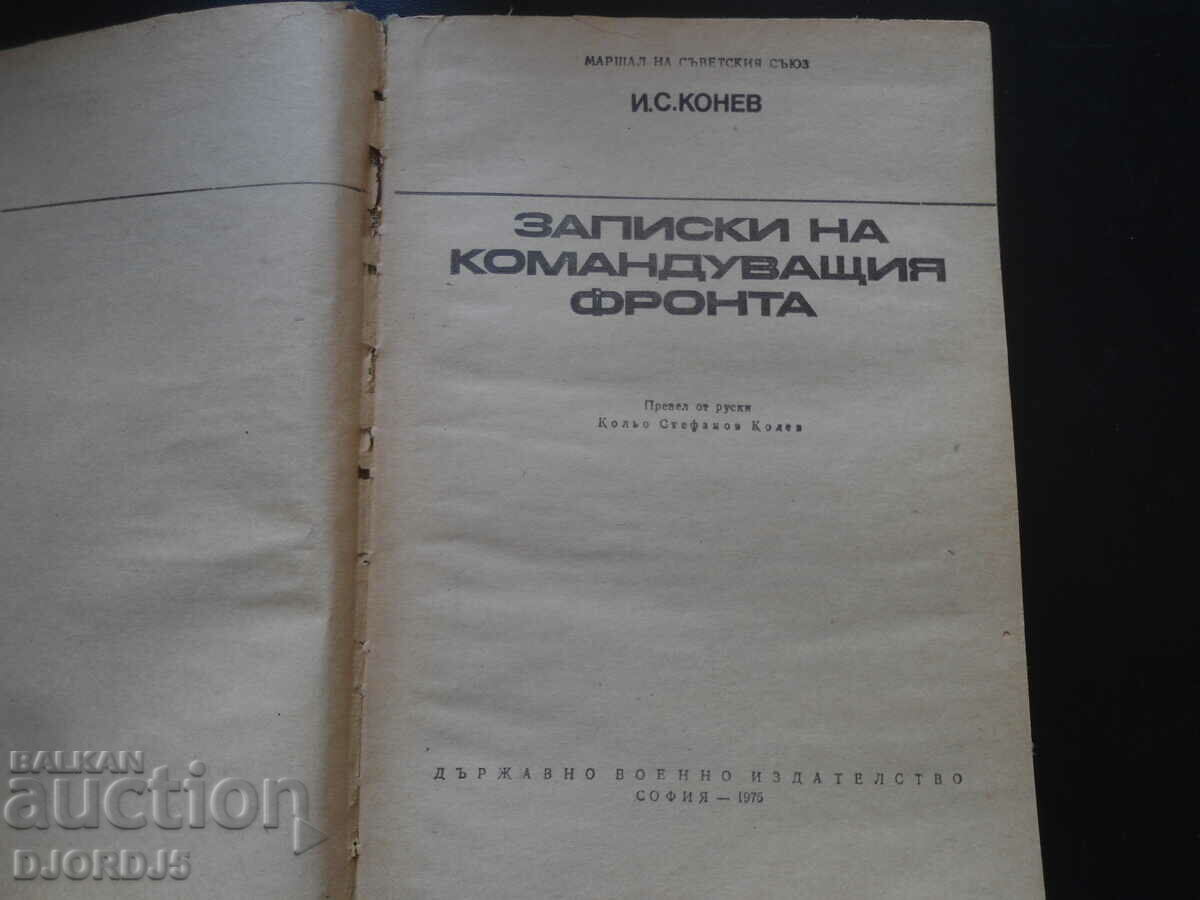 МАРШАЛ НА СЪВЕТСКИЯ СЪЮЗ
И.С.КОНЕВ
ЗАПИСКИ НА
КОМАНДУВАЩИЯ
ФРОНТА
Превел от руски
Кольо Стефанов Колев
ДЪРЖАВНО ВОЕННО ИЗДАТЕЛСТВО
СОФИЯ — 1975
BALKAN
auction
DJORDJ5